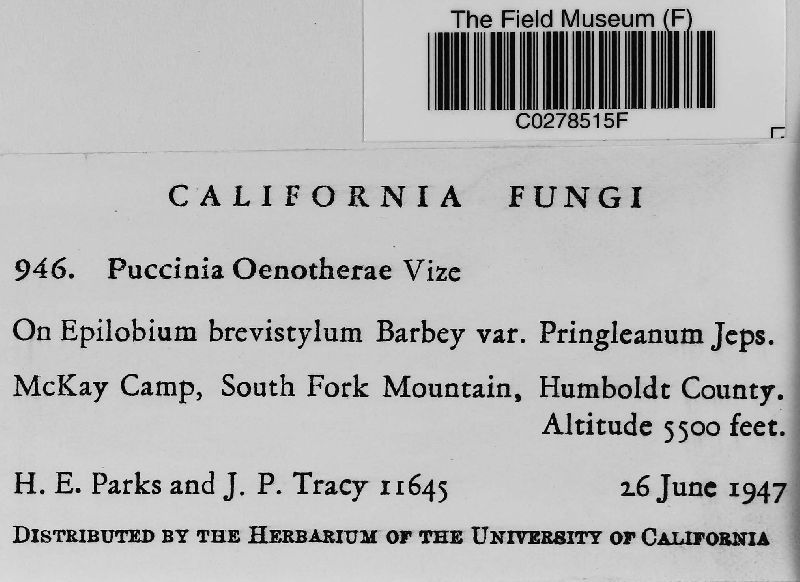 The Field Museum (F)
C0278515F
CALIFORNIA FUNGI
946. Puccinia Oenotherae Vize
On Epilobium brevistylum Barbey var. Pringleanum Jeps.
McKay Camp, South Fork Mountain, Humboldt County.
Altitude 5500 feet.
H. E. Parks and J. P. Tracy 11645 26 June 1947
DISTRIBUTED BY THE HERBARIUM OF THE UNIVERSITY OF CALIFORNIA